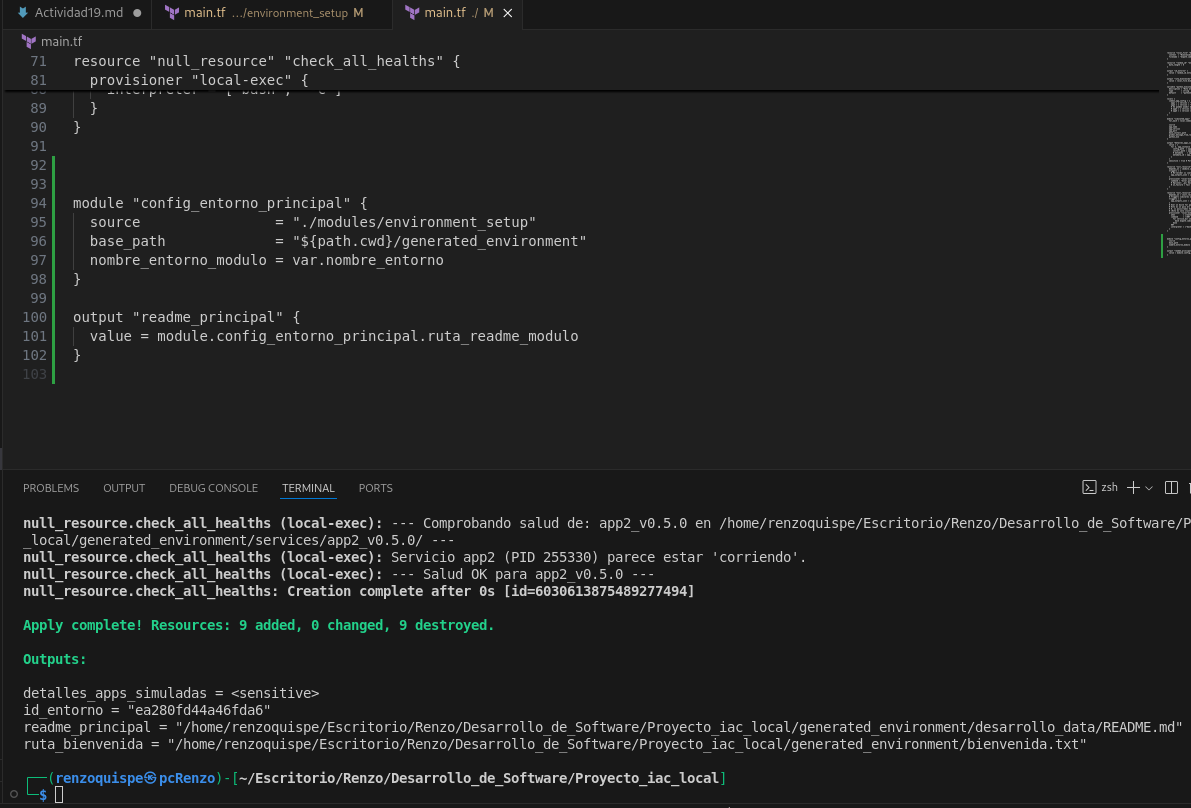 Actividad19.md ●
main.tf .../environment_setup M
main.tf ./ M ×
main.tf
71 resource "null_resource" "check_all_healths" {
81 provisioner "local-exec" {
89 }
90 }
91
92
93
94 module "config_entorno_principal" {
95 source = "./modules/environment_setup"
96 base_path = "${path.cwd}/generated_environment"
97 nombre_entorno_modulo = var.nombre_entorno
98 }
99
100 output "readme_principal" {
101 value = module.config_entorno_principal.ruta_readme_modulo
102 }
103
PROBLEMS OUTPUT DEBUG CONSOLE TERMINAL PORTS
zsh
null_resource.check_all_healths (local-exec): --- Comprobando salud de: app2_v0.5.0 en /home/renzoquispe/Escritorio/Renzo/Desarrollo_de_Software/P
_local/generated_environment/services/app2_v0.5.0/ ---
null_resource.check_all_healths (local-exec): Servicio app2 (PID 255330) parece estar 'corriendo'.
null_resource.check_all_healths (local-exec): --- Salud OK para app2_v0.5.0 ---
null_resource.check_all_healths: Creation complete after 0s [id=6030613875489277494]
Apply complete! Resources: 9 added, 0 changed, 9 destroyed.
Outputs:
detalles_apps_simuladas = <sensitive>
id_entorno = "ea280fd44a46fda6"
readme_principal = "/home/renzoquispe/Escritorio/Renzo/Desarrollo_de_Software/Proyecto_iac_local/generated_environment/desarrollo_data/README.md"
ruta_bienvenida = "/home/renzoquispe/Escritorio/Renzo/Desarrollo_de_Software/Proyecto_iac_local/generated_environment/bienvenida.txt"
┌──(renzoquispe㉿pcRenzo)-[~/Escritorio/Renzo/Desarrollo_de_Software/Proyecto_iac_local]
└─$